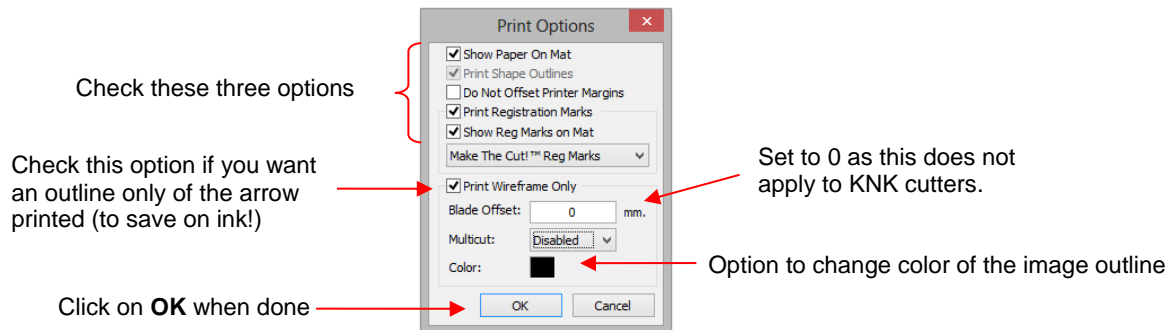 Print Options
Show Paper On Mat
Print Shape Outlines
Do Not Offset Printer Margins
Print Registration Marks
Show Reg Marks on Mat
Make The Cut!™ Reg Marks
Print Wireframe Only
Blade Offset: 0 mm.
Multicut: Disabled
Color:
OK Cancel
Check these three options
Check this option if you want
an outline only of the arrow
printed (to save on ink!)
Click on OK when done
Set to 0 as this does not
apply to KNK cutters.
Option to change color of the image outline